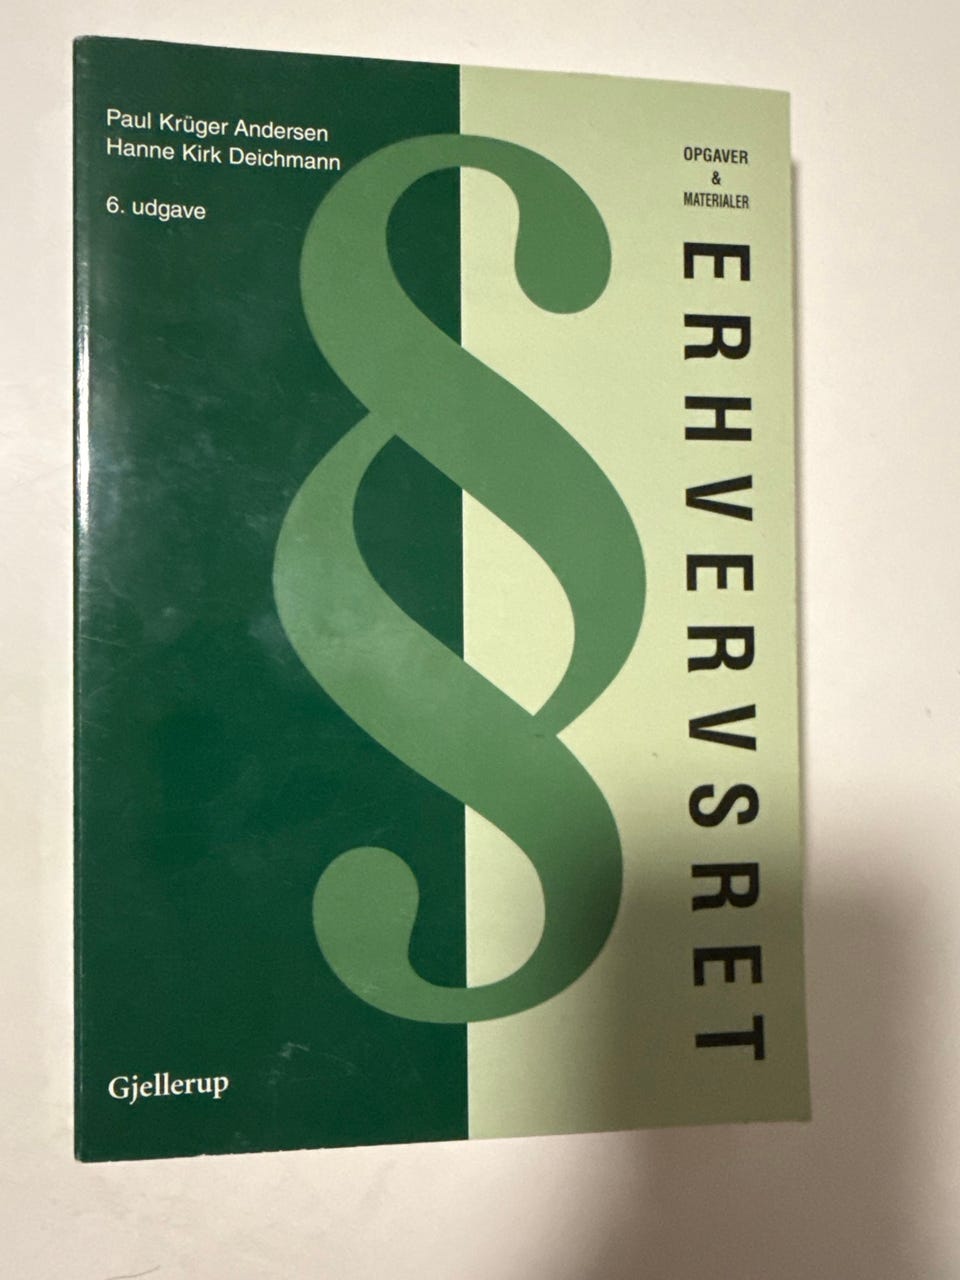 Paul Krüger Andersen
Hanne Kirk Deichmann
6. udgave
OPGAVER
&
MATERIALER
ERHVERVSRET
§
Gjellerup